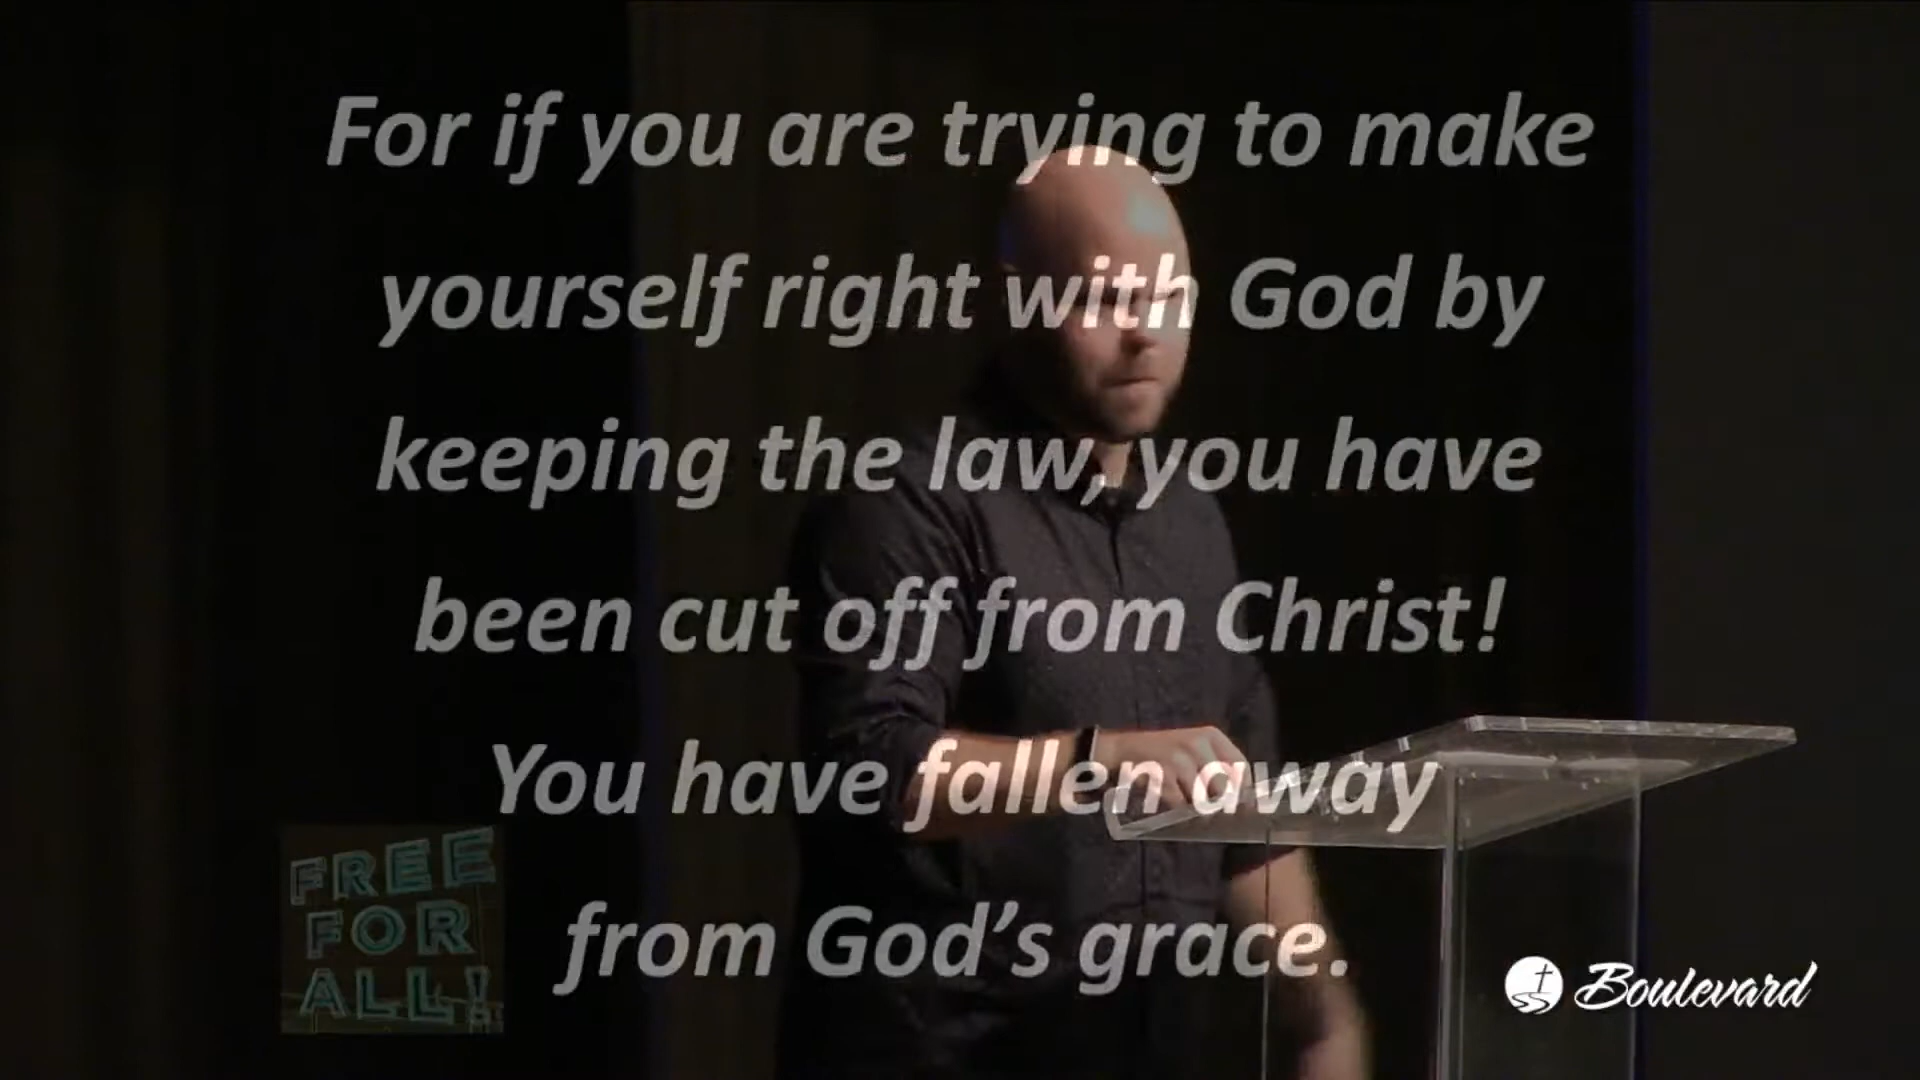 For if you are trying to make
yourself right with God by
keeping the law, you have
been cut off from Christ!
You have fallen away
from God’s grace.
FREE
FOR
ALL!
Boulevard